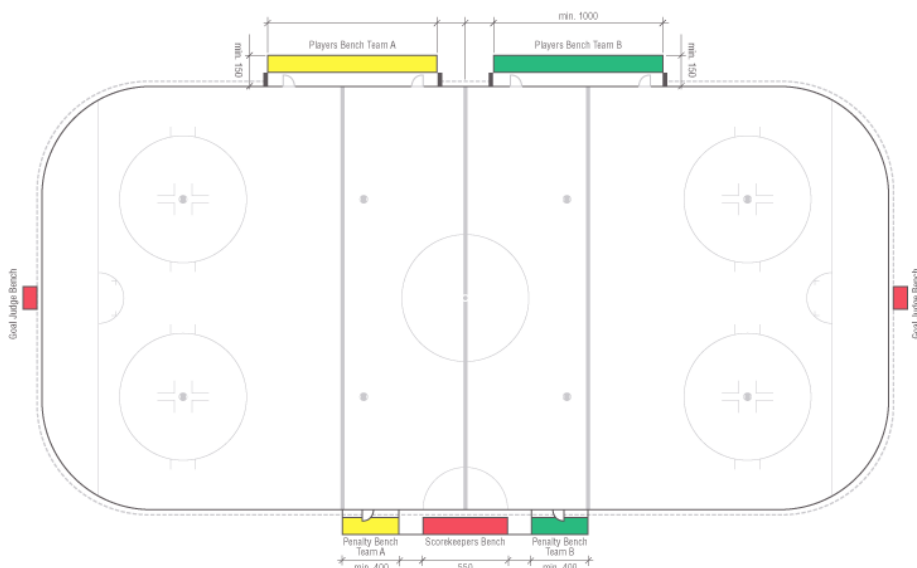 min. 1000
Players Bench Team A
Players Bench Team B
min. 150
min. 150
Goal Judge Bench
Goal Judge Bench
Penalty Bench
Team A
Scorekeepers Bench
Penalty Bench
Team B
min. 400
550
min. 400